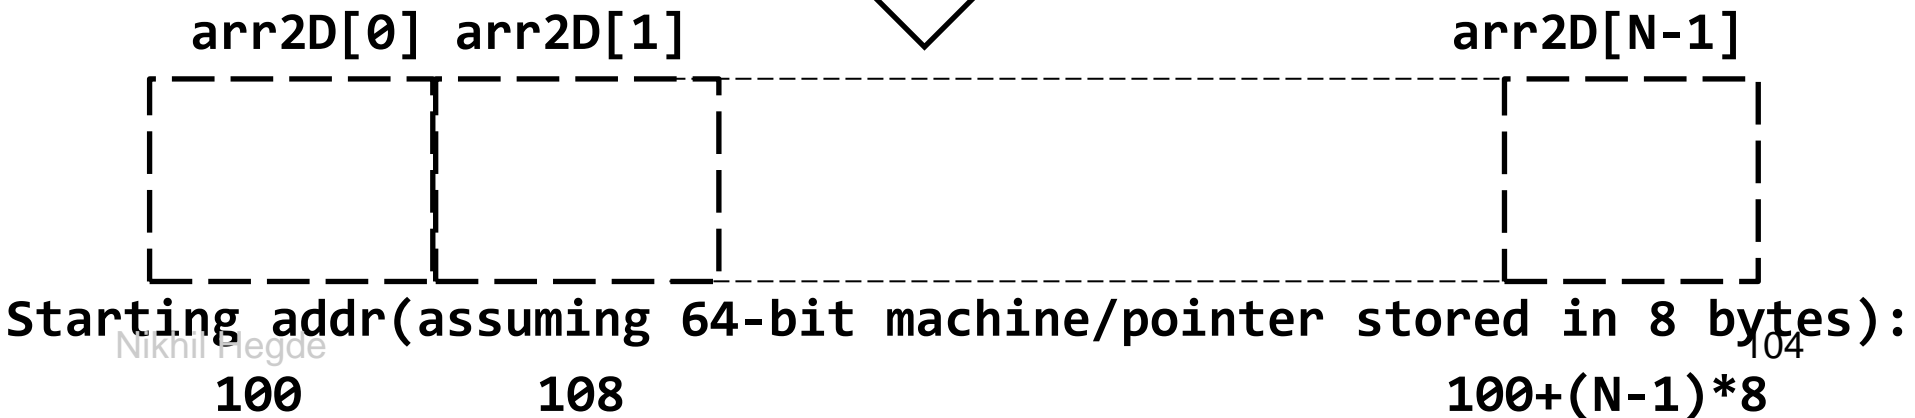 arr2D[0] arr2D[1] arr2D[N-1]
Starting addr(assuming 64-bit machine/pointer stored in 8 bytes):
Nikhil Hegde 104
100 108 100+(N-1)*8